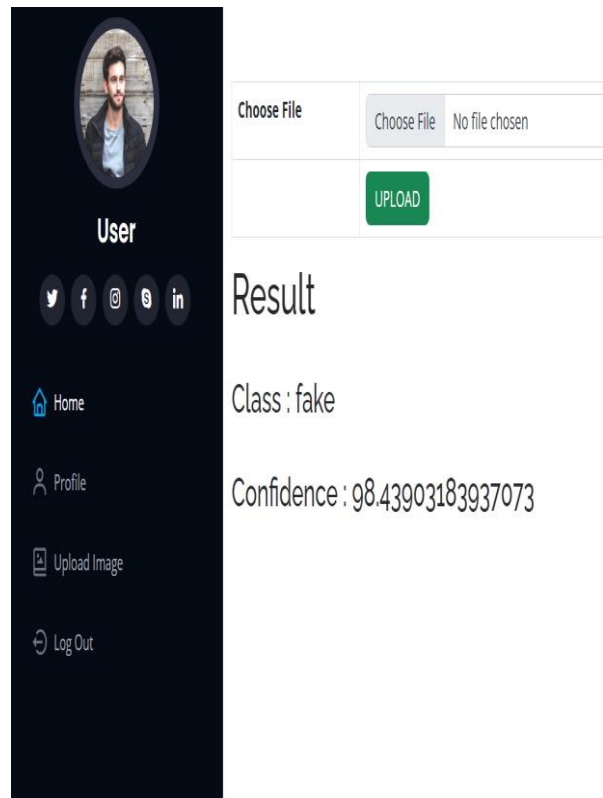 User
Home
Profile
Upload Image
Log Out
Choose File
Choose File No file chosen
UPLOAD
Result
Class : fake
Confidence : 98.43903183937073